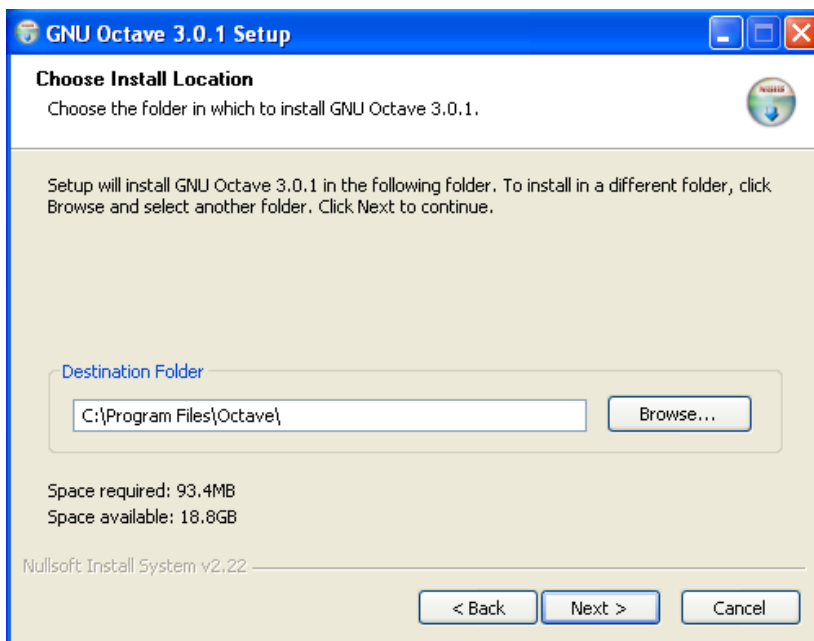 GNU Octave 3.0.1 Setup
Choose Install Location
Choose the folder in which to install GNU Octave 3.0.1.
Setup will install GNU Octave 3.0.1 in the following folder. To install in a different folder, click
Browse and select another folder. Click Next to continue.
Destination Folder
C:\Program Files\Octave\
Browse...
Space required: 93.4MB
Space available: 18.8GB
Nullsoft Install System v2.22
< Back
Next >
Cancel